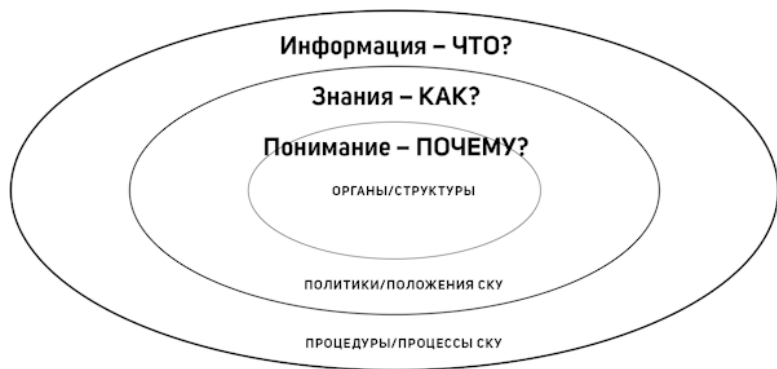 Информация – ЧТО?
Знания – КАК?
Понимание – ПОЧЕМУ?
ОРГАНЫ/СТРУКТУРЫ
ПОЛИТИКИ/ПОЛОЖЕНИЯ СКУ
ПРОЦЕДУРЫ/ПРОЦЕССЫ СКУ